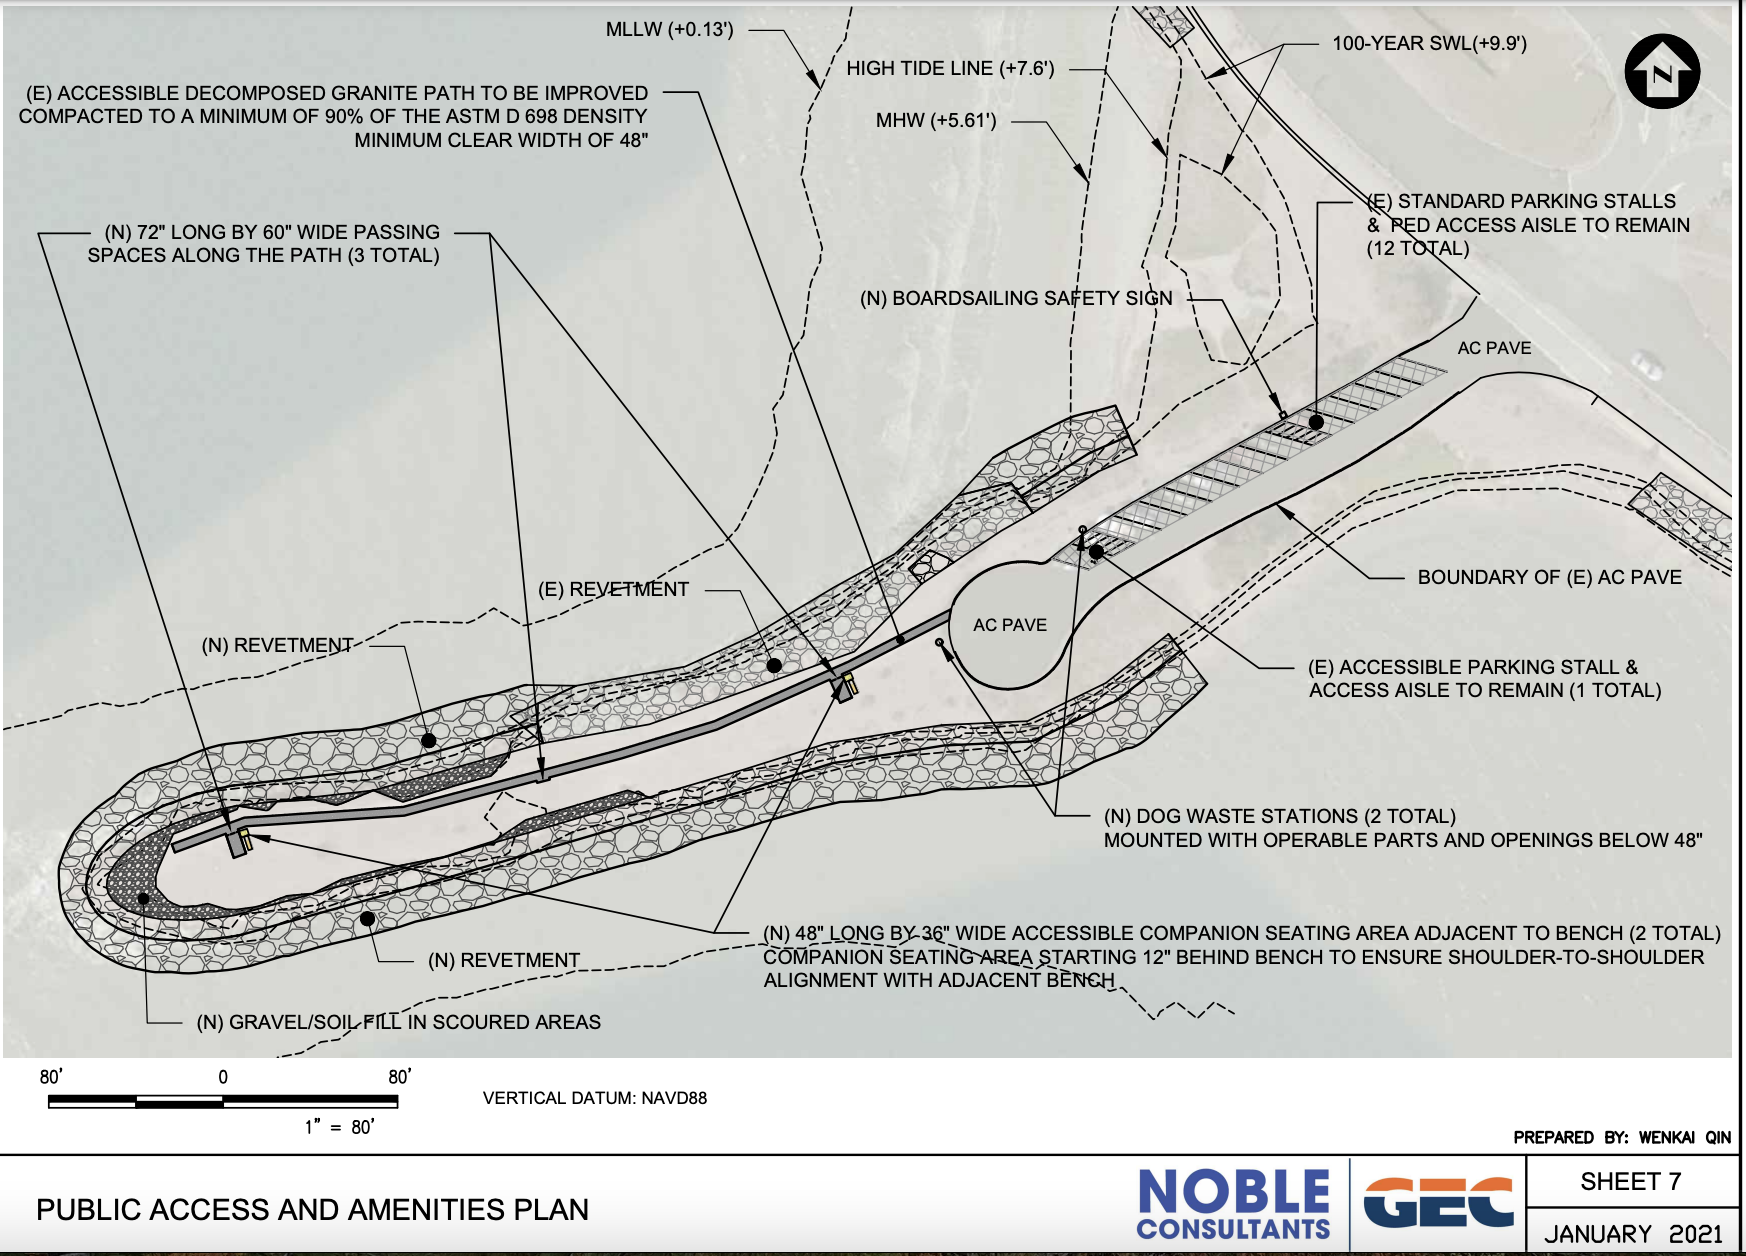 MLLW (+0.13')
100-YEAR SWL(+9.9')
HIGH TIDE LINE (+7.6')
N
(E) ACCESSIBLE DECOMPOSED GRANITE PATH TO BE IMPROVED
COMPACTED TO A MINIMUM OF 90% OF THE ASTM D 698 DENSITY
MINIMUM CLEAR WIDTH OF 48"
MHW (+5.61')
(E) STANDARD PARKING STALLS
& PED ACCESS AISLE TO REMAIN
(12 TOTAL)
(N) 72" LONG BY 60" WIDE PASSING
SPACES ALONG THE PATH (3 TOTAL)
(N) BOARDSAILING SAFETY SIGN
AC PAVE
BOUNDARY OF (E) AC PAVE
(E) REVETMENT
AC PAVE
(N) REVETMENT
(E) ACCESSIBLE PARKING STALL &
ACCESS AISLE TO REMAIN (1 TOTAL)
(N) DOG WASTE STATIONS (2 TOTAL)
MOUNTED WITH OPERABLE PARTS AND OPENINGS BELOW 48"
(N) 48" LONG BY 36" WIDE ACCESSIBLE COMPANION SEATING AREA ADJACENT TO BENCH (2 TOTAL)
COMPANION SEATING AREA STARTING 12" BEHIND BENCH TO ENSURE SHOULDER-TO-SHOULDER
ALIGNMENT WITH ADJACENT BENCH
(N) REVETMENT
(N) GRAVEL/SOIL FILL IN SCOURED AREAS
80' 0 80'
1" = 80'
VERTICAL DATUM: NAVD88
PREPARED BY: WENKAI QIN
PUBLIC ACCESS AND AMENITIES PLAN
NOBLE
CONSULTANTS
GEC
SHEET 7
JANUARY 2021